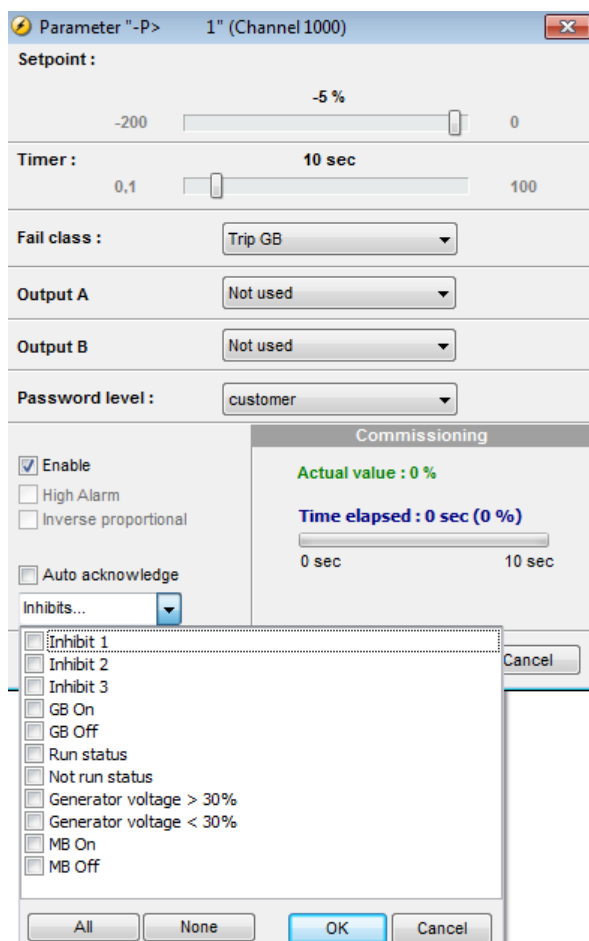 Parameter "-P> 1" (Channel 1000)
Setpoint :
-5 %
-200 0
Timer : 10 sec
0,1 100
Fail class : Trip GB
Output A Not used
Output B Not used
Password level : customer
Commissioning
Enable
Actual value : 0 %
High Alarm
Inverse proportional
Time elapsed : 0 sec (0 %)
0 sec 10 sec
Auto acknowledge
Inhibits...
Cancel
Inhibit 1
Inhibit 2
Inhibit 3
GB On
GB Off
Run status
Not run status
Generator voltage > 30%
Generator voltage < 30%
MB On
MB Off
All None OK Cancel